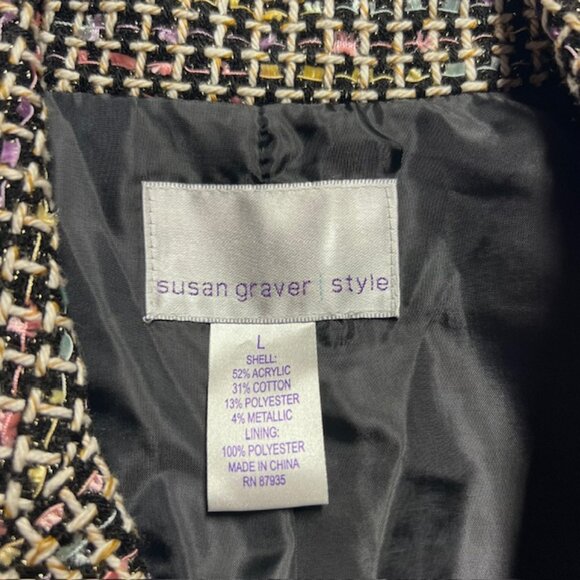 susan graver | style
L
SHELL:
52% ACRYLIC
31% COTTON
13% POLYESTER
4% METALLIC
LINING:
100% POLYESTER
MADE IN CHINA
RN 87935